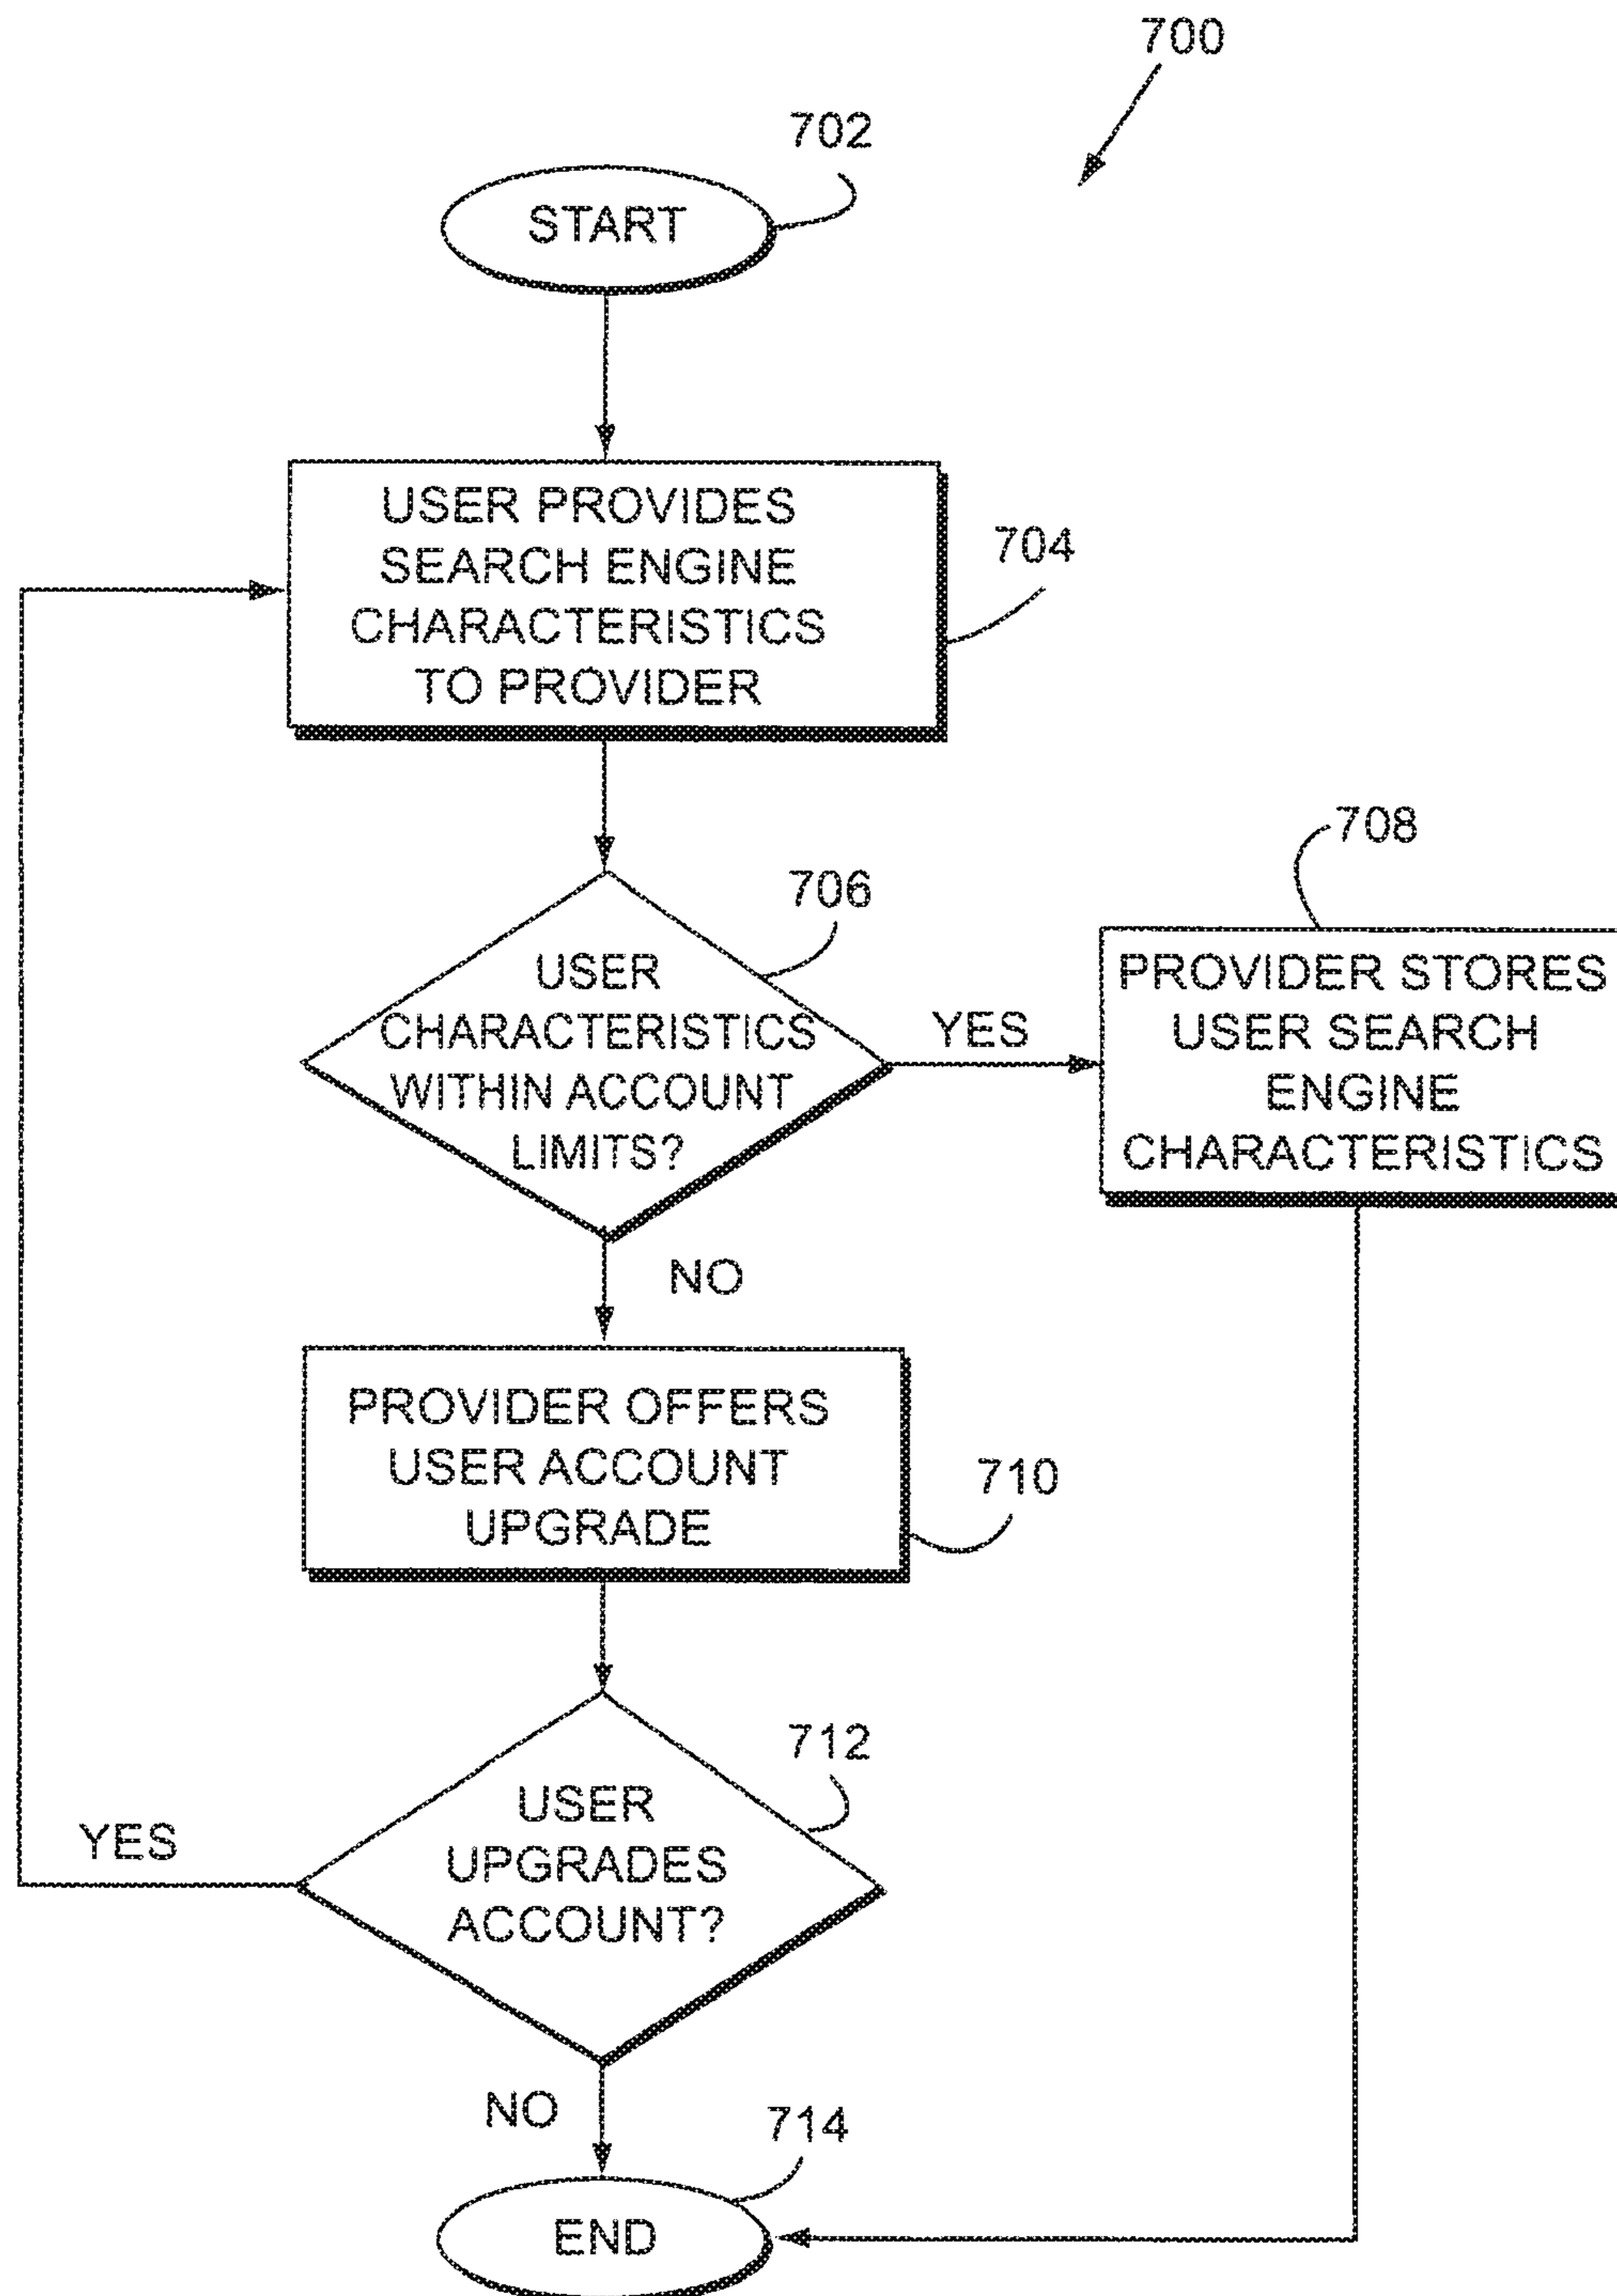 700
702
START
USER PROVIDES
SEARCH ENGINE
CHARACTERISTICS
TO PROVIDER
704
706
USER
CHARACTERISTICS
WITHIN ACCOUNT
LIMITS?
YES
708
PROVIDER STORES
USER SEARCH
ENGINE
CHARACTERISTICS
NO
PROVIDER OFFERS
USER ACCOUNT
UPGRADE
710
712
USER
UPGRADES
ACCOUNT?
YES
NO
714
END